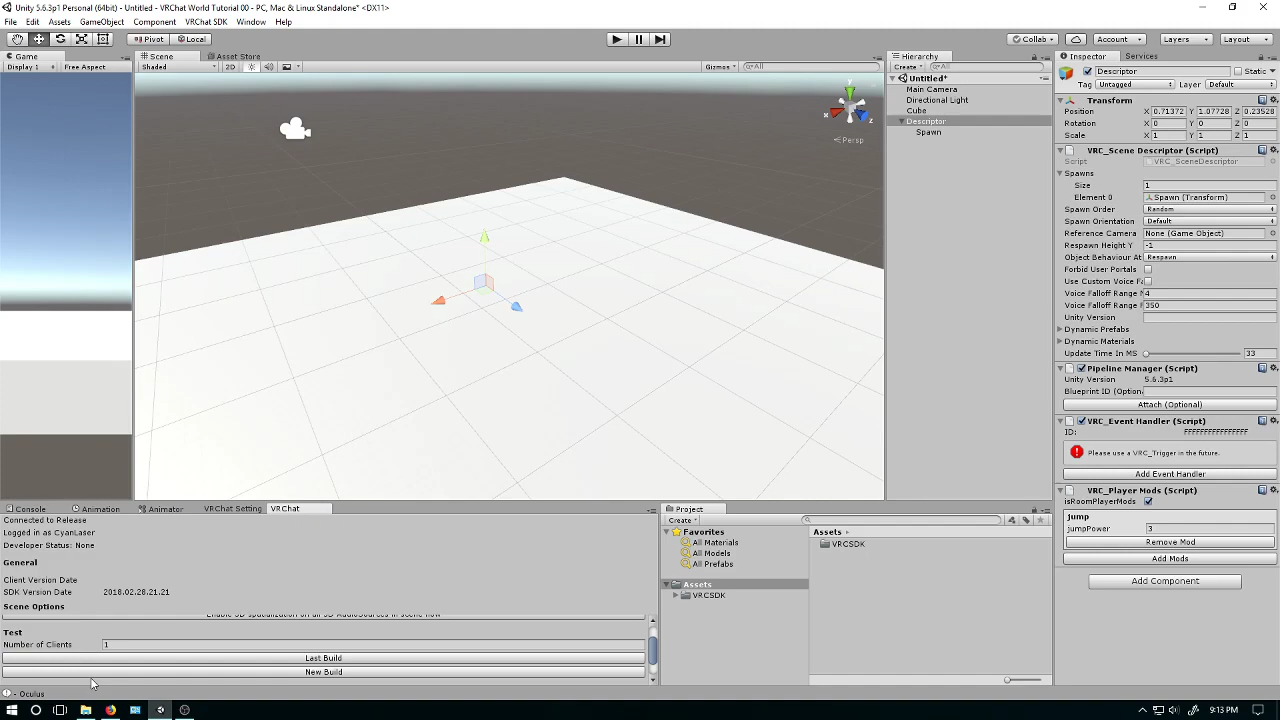 Unity 5.6.3p1 Personal (64bit) - Untitled - VRChat World Tutorial 00 - PC, Mac & Linux Standalone* <DX11>
File Edit Assets GameObject Component VRChat SDK Window Help
Pivot Local Collab Account Layers Layout
Game Scene Asset Store Hierarchy Inspector Services
Display 1 Free Aspect Shaded 2D Gizmos All Create All
Descriptor Static
Tag Untagged Layer Default
Untitled*
Main Camera
Directional Light
Cube
Descriptor
Spawn
y
x
z
Persp
Transform
Position X 0.71372 Y 1.07728 Z 0.23528
Rotation X 0 Y 0 Z 0
Scale X 1 Y 1 Z 1
VRC_Scene Descriptor (Script)
Script VRC_SceneDescriptor
Spawns
Size 1
Element 0 Spawn (Transform)
Spawn Order Random
Spawn Orientation Default
Reference Camera None (Game Object)
Respawn Height Y -1
Object Behaviour At Respawn
Forbid User Portals
Use Custom Voice Fa
Voice Falloff Range N 4
Voice Falloff Range F 350
Unity Version
Dynamic Prefabs
Dynamic Materials
Update Time In MS 33
Pipeline Manager (Script)
Unity Version 5.6.3p1
Blueprint ID (Option
Attach (Optional)
VRC_Event Handler (Script)
ID:
Please use a VRC_Trigger in the future.
Add Event Handler
VRC_Player Mods (Script)
isRoomPlayerMods
jump
jumpPower 3
Remove Mod
Add Mods
Add Component
Console Animation Animator VRChat Setting VRChat
Connected to Release
Logged in as CyanLaser
Developer Status: None
General
Client Version Date
SDK Version Date 2018.02.28.21.21
Scene Options
Enable 3D spatialization on all 3D AudioSources in scene now
Test
Number of Clients 1
Last Build
New Build
Oculus
Project
Create
Favorites
All Materials
All Models
All Prefabs
Assets
VRCSDK
Assets
VRCSDK
9:13 PM